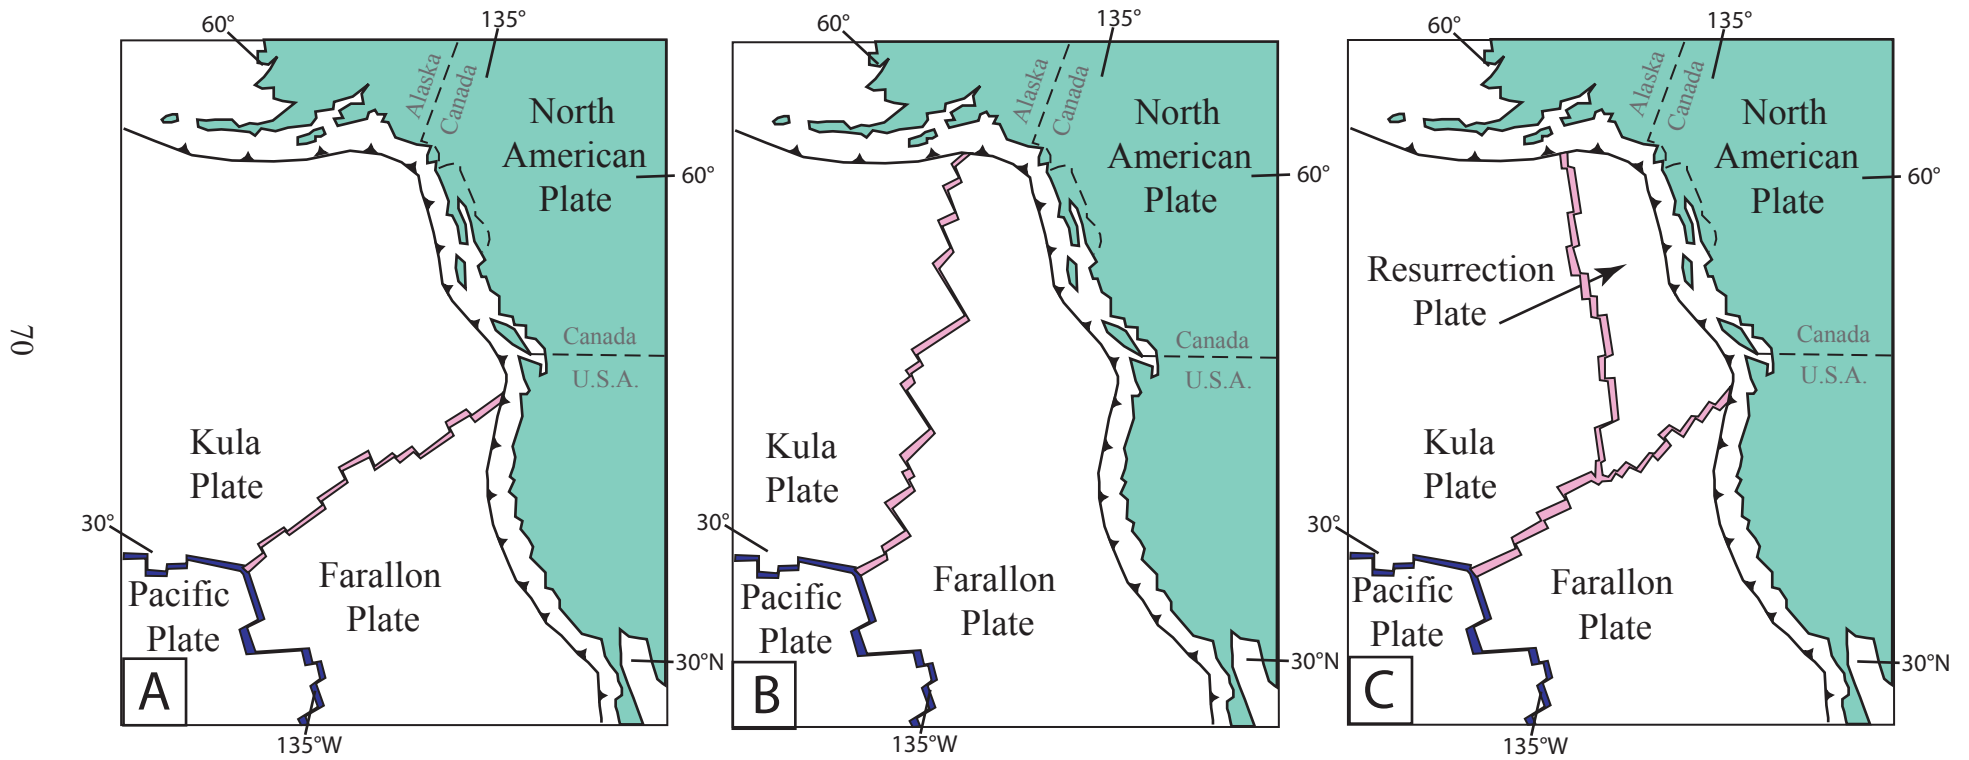 70
60°
135°
Alaska
Canada
North
American
Plate
60°
Canada
U.S.A.
Kula
Plate
30°
Pacific
Plate
Farallon
Plate
30°N
A
135°W
60°
135°
Alaska
Canada
North
American
Plate
60°
Canada
U.S.A.
Kula
Plate
30°
Pacific
Plate
Farallon
Plate
30°N
B
135°W
60°
135°
Alaska
Canada
North
American
Plate
60°
Resurrection
Plate
Canada
U.S.A.
Kula
Plate
30°
Pacific
Plate
Farallon
Plate
30°N
C
135°W